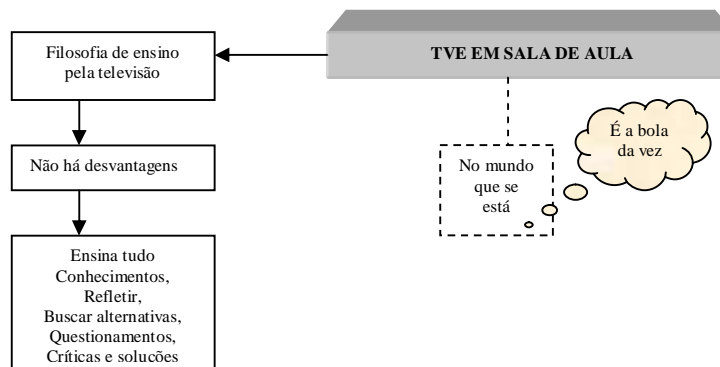 Filosofia de ensino
pela televisão
TVE EM SALA DE AULA
É a bola
da vez
No mundo
que se
está
Não há desvantagens
Ensina tudo
Conhecimentos,
Refletir,
Buscar alternativas,
Questionamentos,
Críticas e soluções